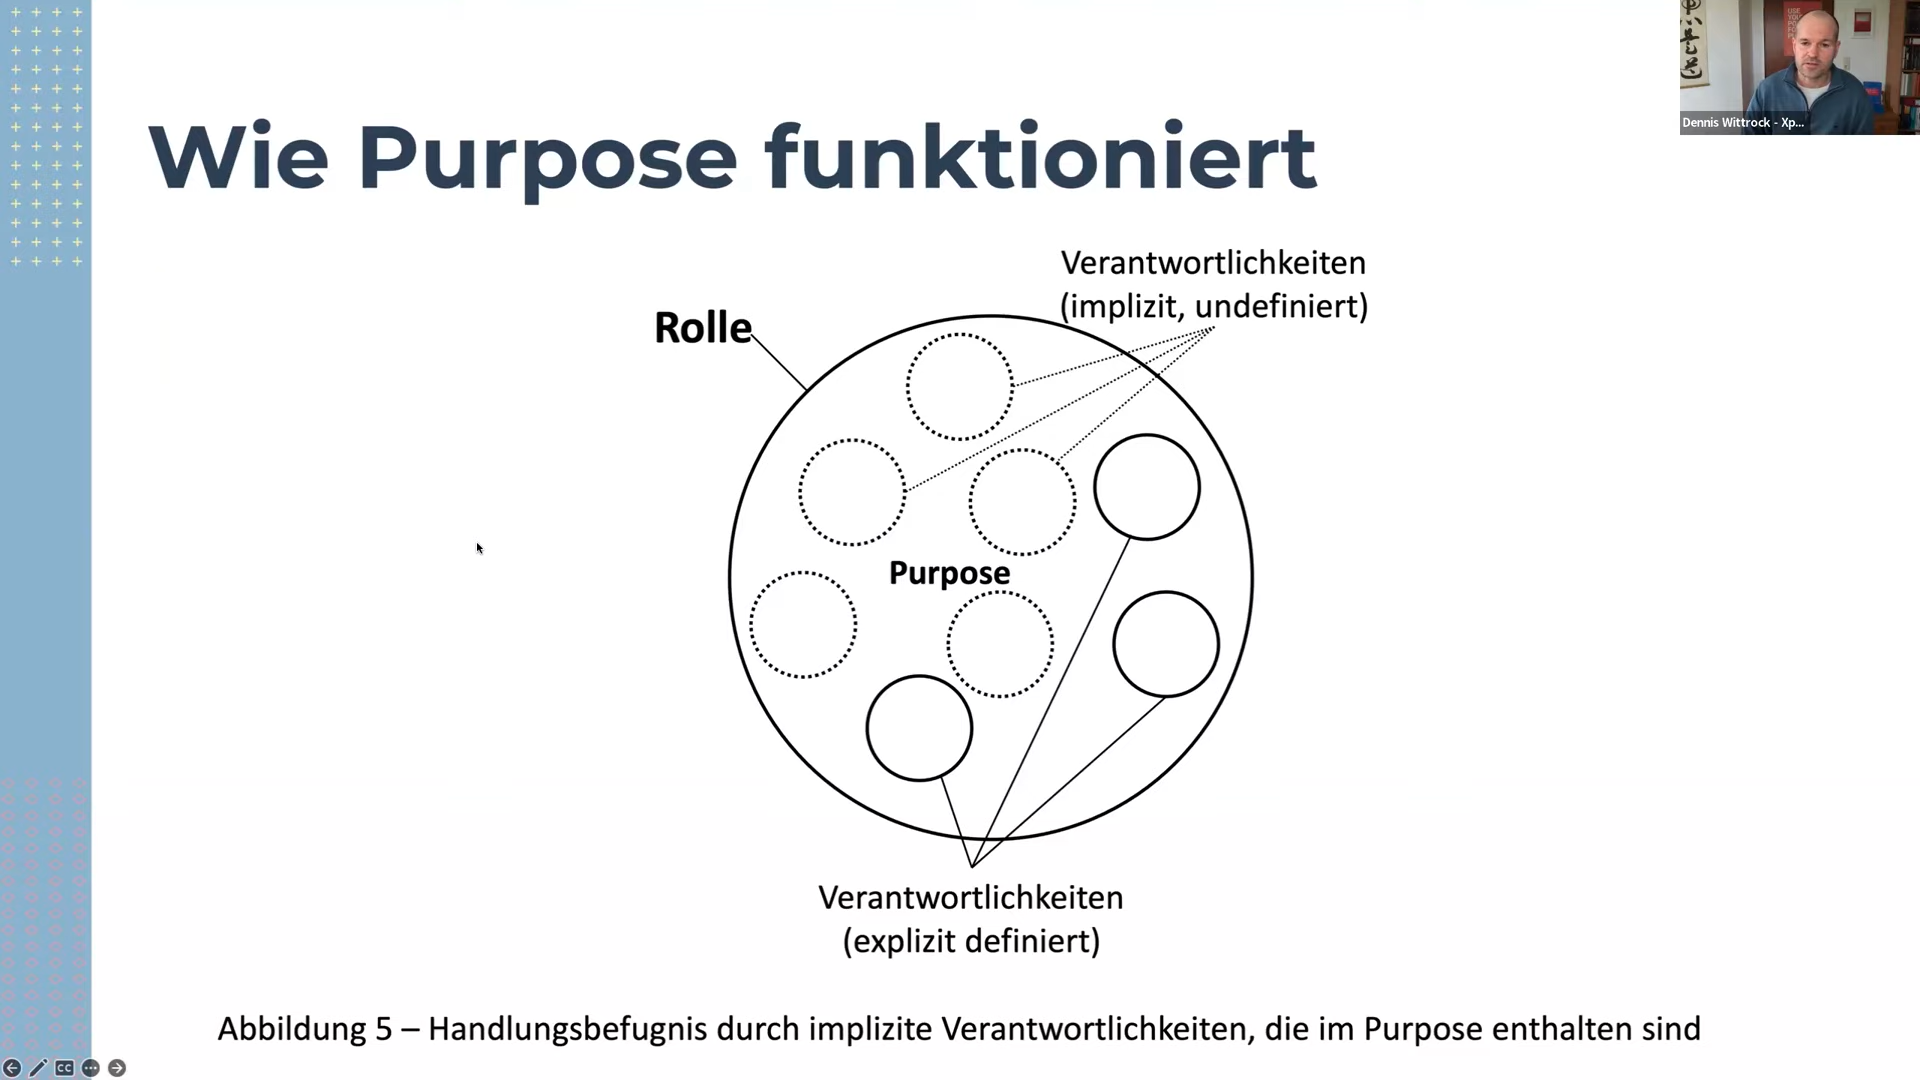 Wie Purpose funktioniert
Dennis Wittrock - Xp...
Verantwortlichkeiten
(implizit, undefiniert)
Rolle
Purpose
Verantwortlichkeiten
(explizit definiert)
Abbildung 5 – Handlungsbefugnis durch implizite Verantwortlichkeiten, die im Purpose enthalten sind
CC